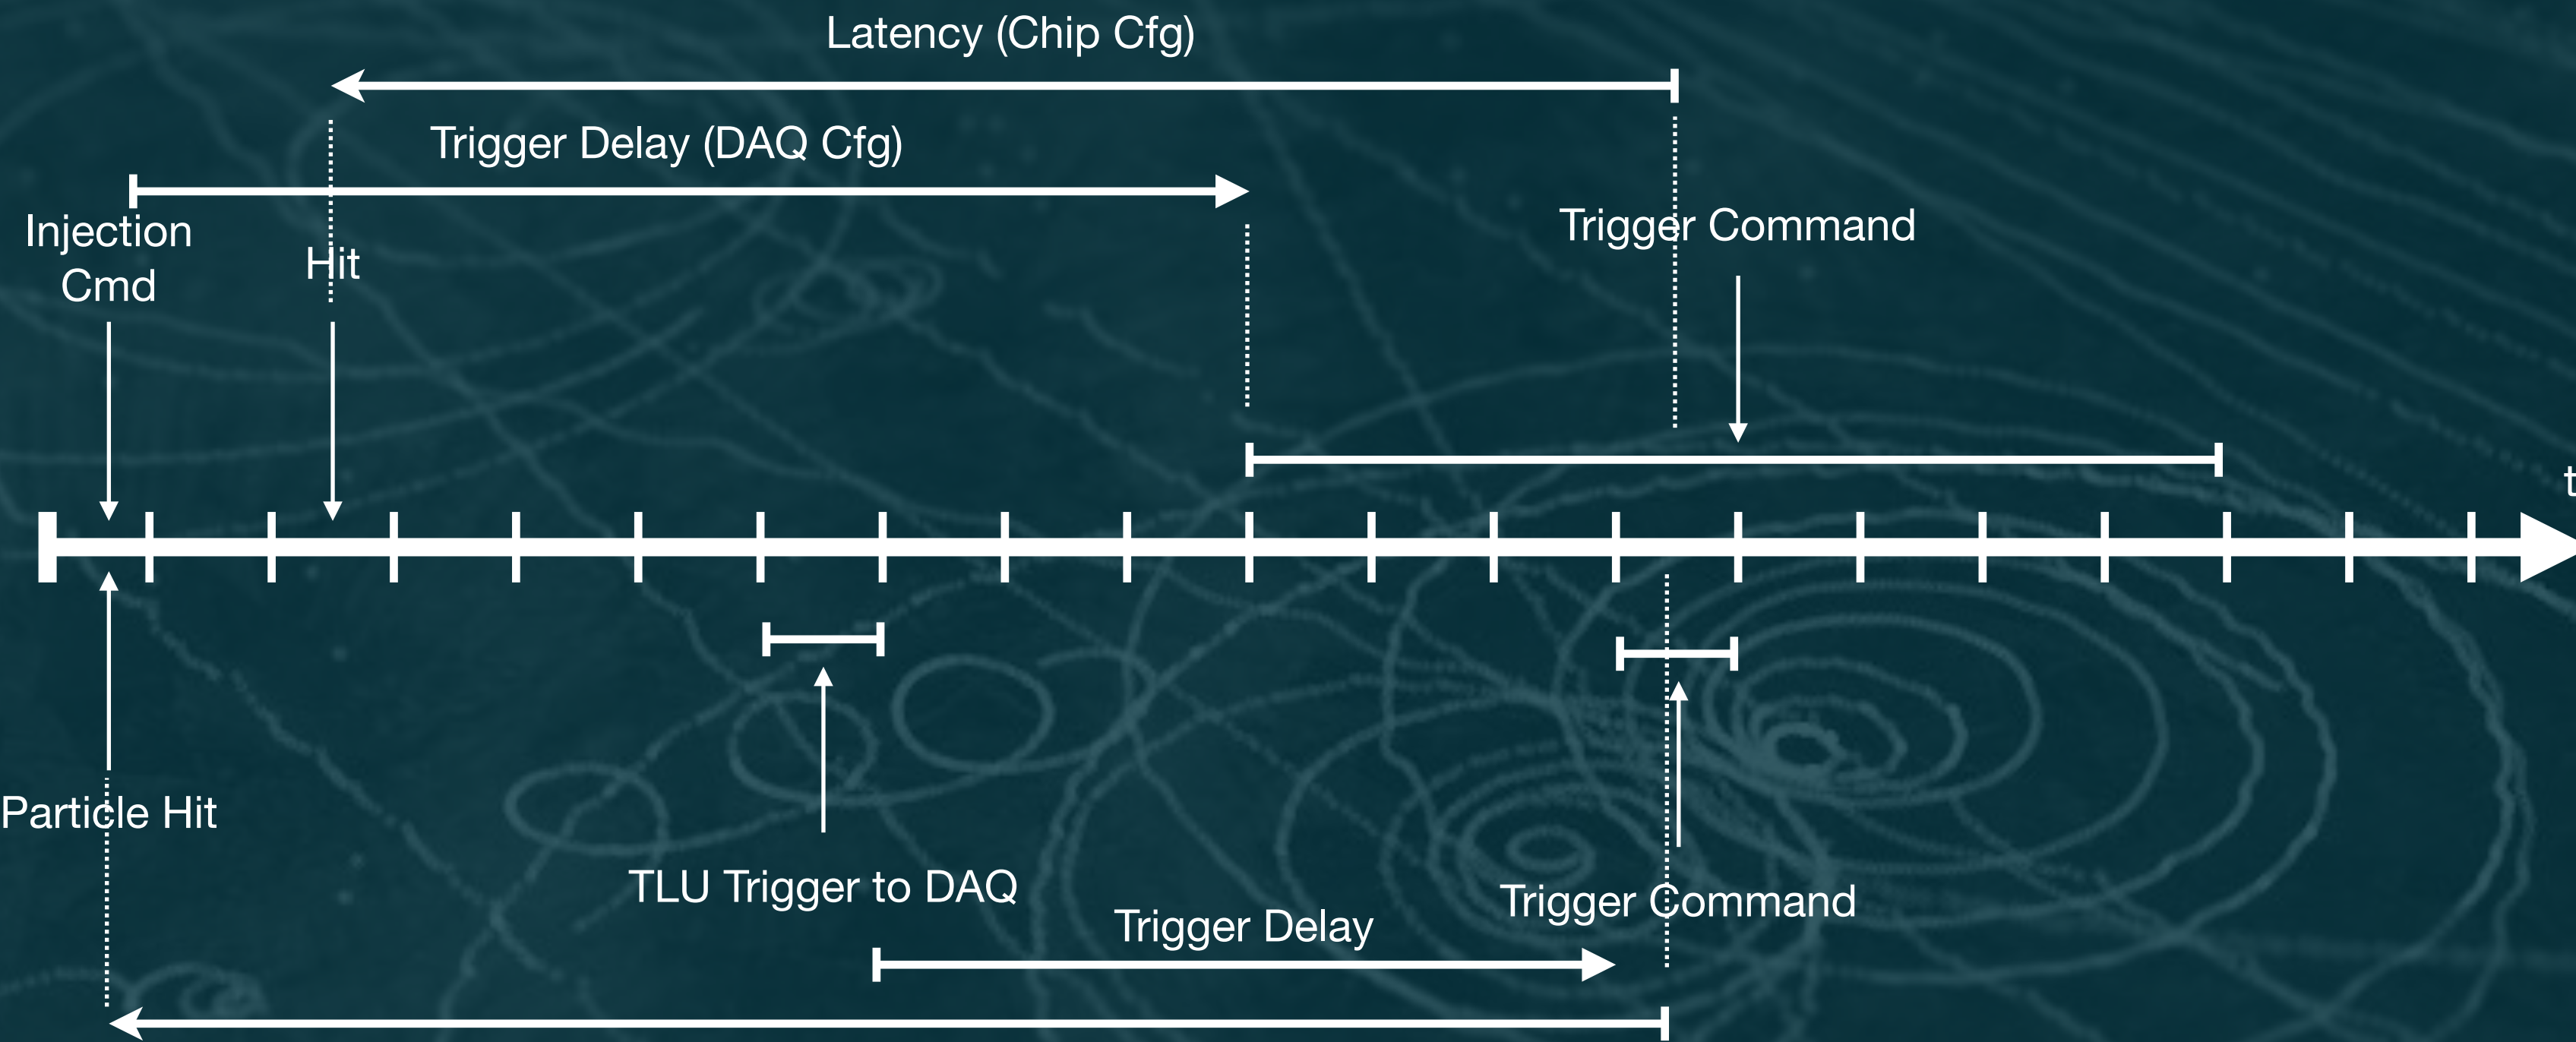 Latency (Chip Cfg)
Trigger Delay (DAQ Cfg)
Injection
Cmd
Hit
Trigger Command
t
Particle Hit
TLU Trigger to DAQ
Trigger Command
Trigger Delay